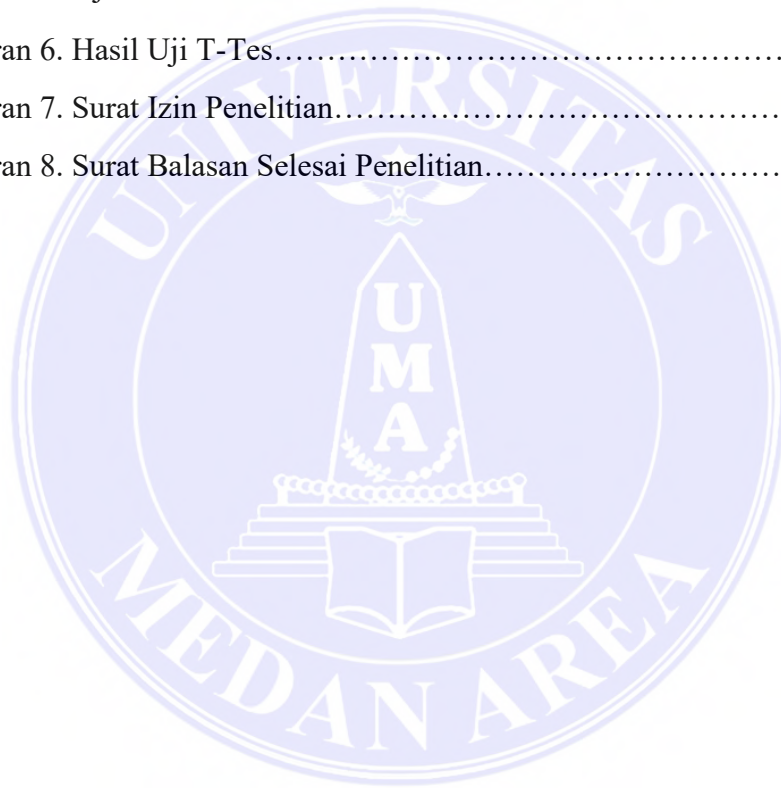 ran 6. Hasil Uji T-Tes……………………………………………
ran 7. Surat Izin Penelitian………………………………………
ran 8. Surat Balasan Selesai Penelitian…………………………
UNIVERSITAS
U
M
A
MEDAN AREA